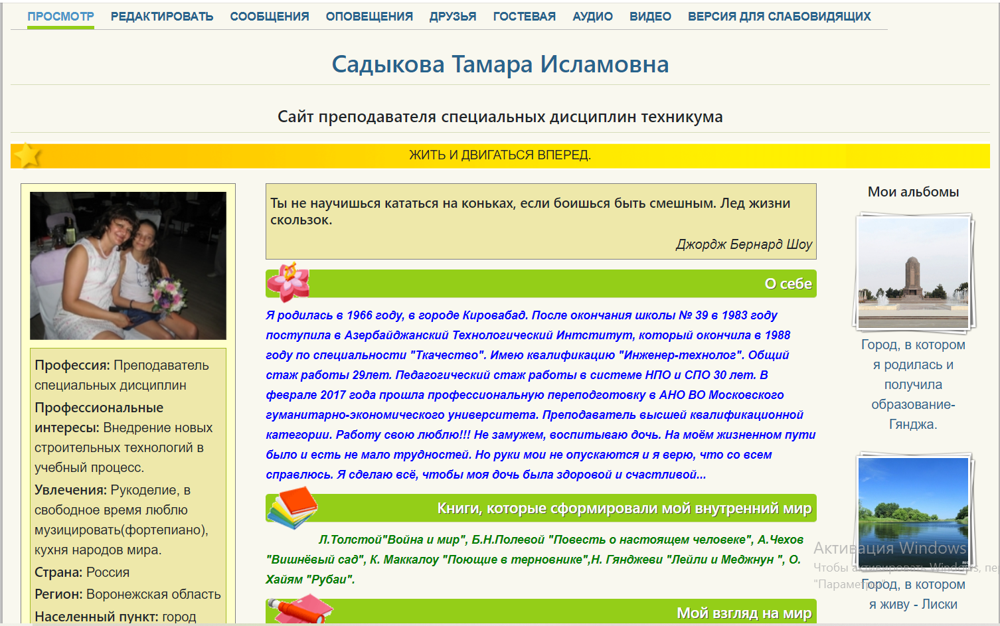 ПРОСМОТР РЕДАКТИРОВАТЬ СООБЩЕНИЯ ОПОВЕЩЕНИЯ ДРУЗЬЯ ГОСТЕВАЯ АУДИО ВИДЕО ВЕРСИЯ ДЛЯ СЛАБОВИДЯЩИХ
Садыкова Тамара Исламовна
Сайт преподавателя специальных дисциплин техникума
ЖИТЬ И ДВИГАТЬСЯ ВПЕРЕД.
Профессия: Преподаватель
специальных дисциплин
Профессиональные
интересы: Внедрение новых
строительных технологий в
учебный процесс.
Увлечения: Рукоделие, в
свободное время люблю
музицировать(фортепиано),
кухня народов мира.
Страна: Россия
Регион: Воронежская область
Населенный пункт: город
Ты не научишься кататься на коньках, если боишься быть смешным. Лед жизни
скользок.
Джордж Бернард Шоу
О себе
Я родилась в 1966 году, в городе Кировабад. После окончания школы № 39 в 1983 году
поступила в Азербайджанский Технологический Интститут, который окончила в 1988
году по специальности "Ткачество". Имею квалификацию "Инженер-технолог". Общий
стаж работы 29лет. Педагогический стаж работы в системе НПО и СПО 30 лет. В
феврале 2017 года прошла профессиональную переподготовку в АНО ВО Московского
гуманитарно-экономического университета. Преподаватель высшей квалификационной
категории. Работу свою люблю!!! Не замужем, воспитываю дочь. На моём жизненном пути
было и есть не мало трудностей. Но руки мои не опускаются и я верю, что со всем
справлюсь. Я сделаю всё, чтобы моя дочь была здоровой и счастливой...
Книги, которые сформировали мой внутренний мир
Л.Толстой"Война и мир", Б.Н.Полевой "Повесть о настоящем человеке", А.Чехов
"Вишнёвый сад", К. Маккалоу "Поющие в терновнике",Н. Гянджеви "Лейли и Меджнун ", О.
Хайям "Рубаи".
Мой взгляд на мир
Мои альбомы
Город, в котором
я родилась и
получила
образование-
Гянджа.
Город, в котором
я живу - Лиски
Активация Windows
Чтобы активировать Windows, пе
"Параметры"